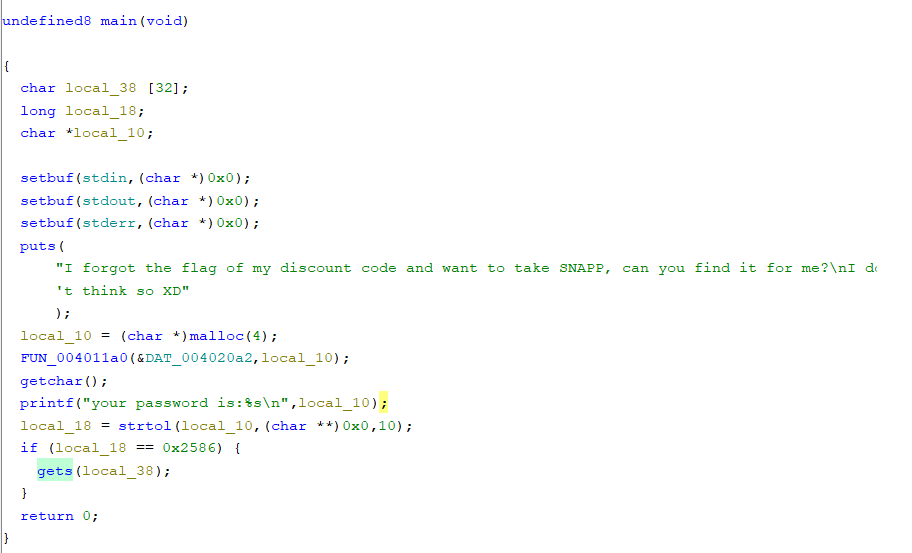 undefined8 main(void)
{
char local_38 [32];
long local_18;
char *local_10;
setbuf(stdin,(char *)0x0);
setbuf(stdout,(char *)0x0);
setbuf(stderr,(char *)0x0);
puts(
"I forgot the flag of my discount code and want to take SNAPP, can you find it for me?\nI
't think so XD"
);
local_10 = (char *)malloc(4);
FUN_004011a0(&DAT_004020a2,local_10);
getchar();
printf("your password is:%s\n",local_10);
local_18 = strtol(local_10,(char **)0x0,10);
if (local_18 == 0x2586) {
gets(local_38);
}
return 0;
}